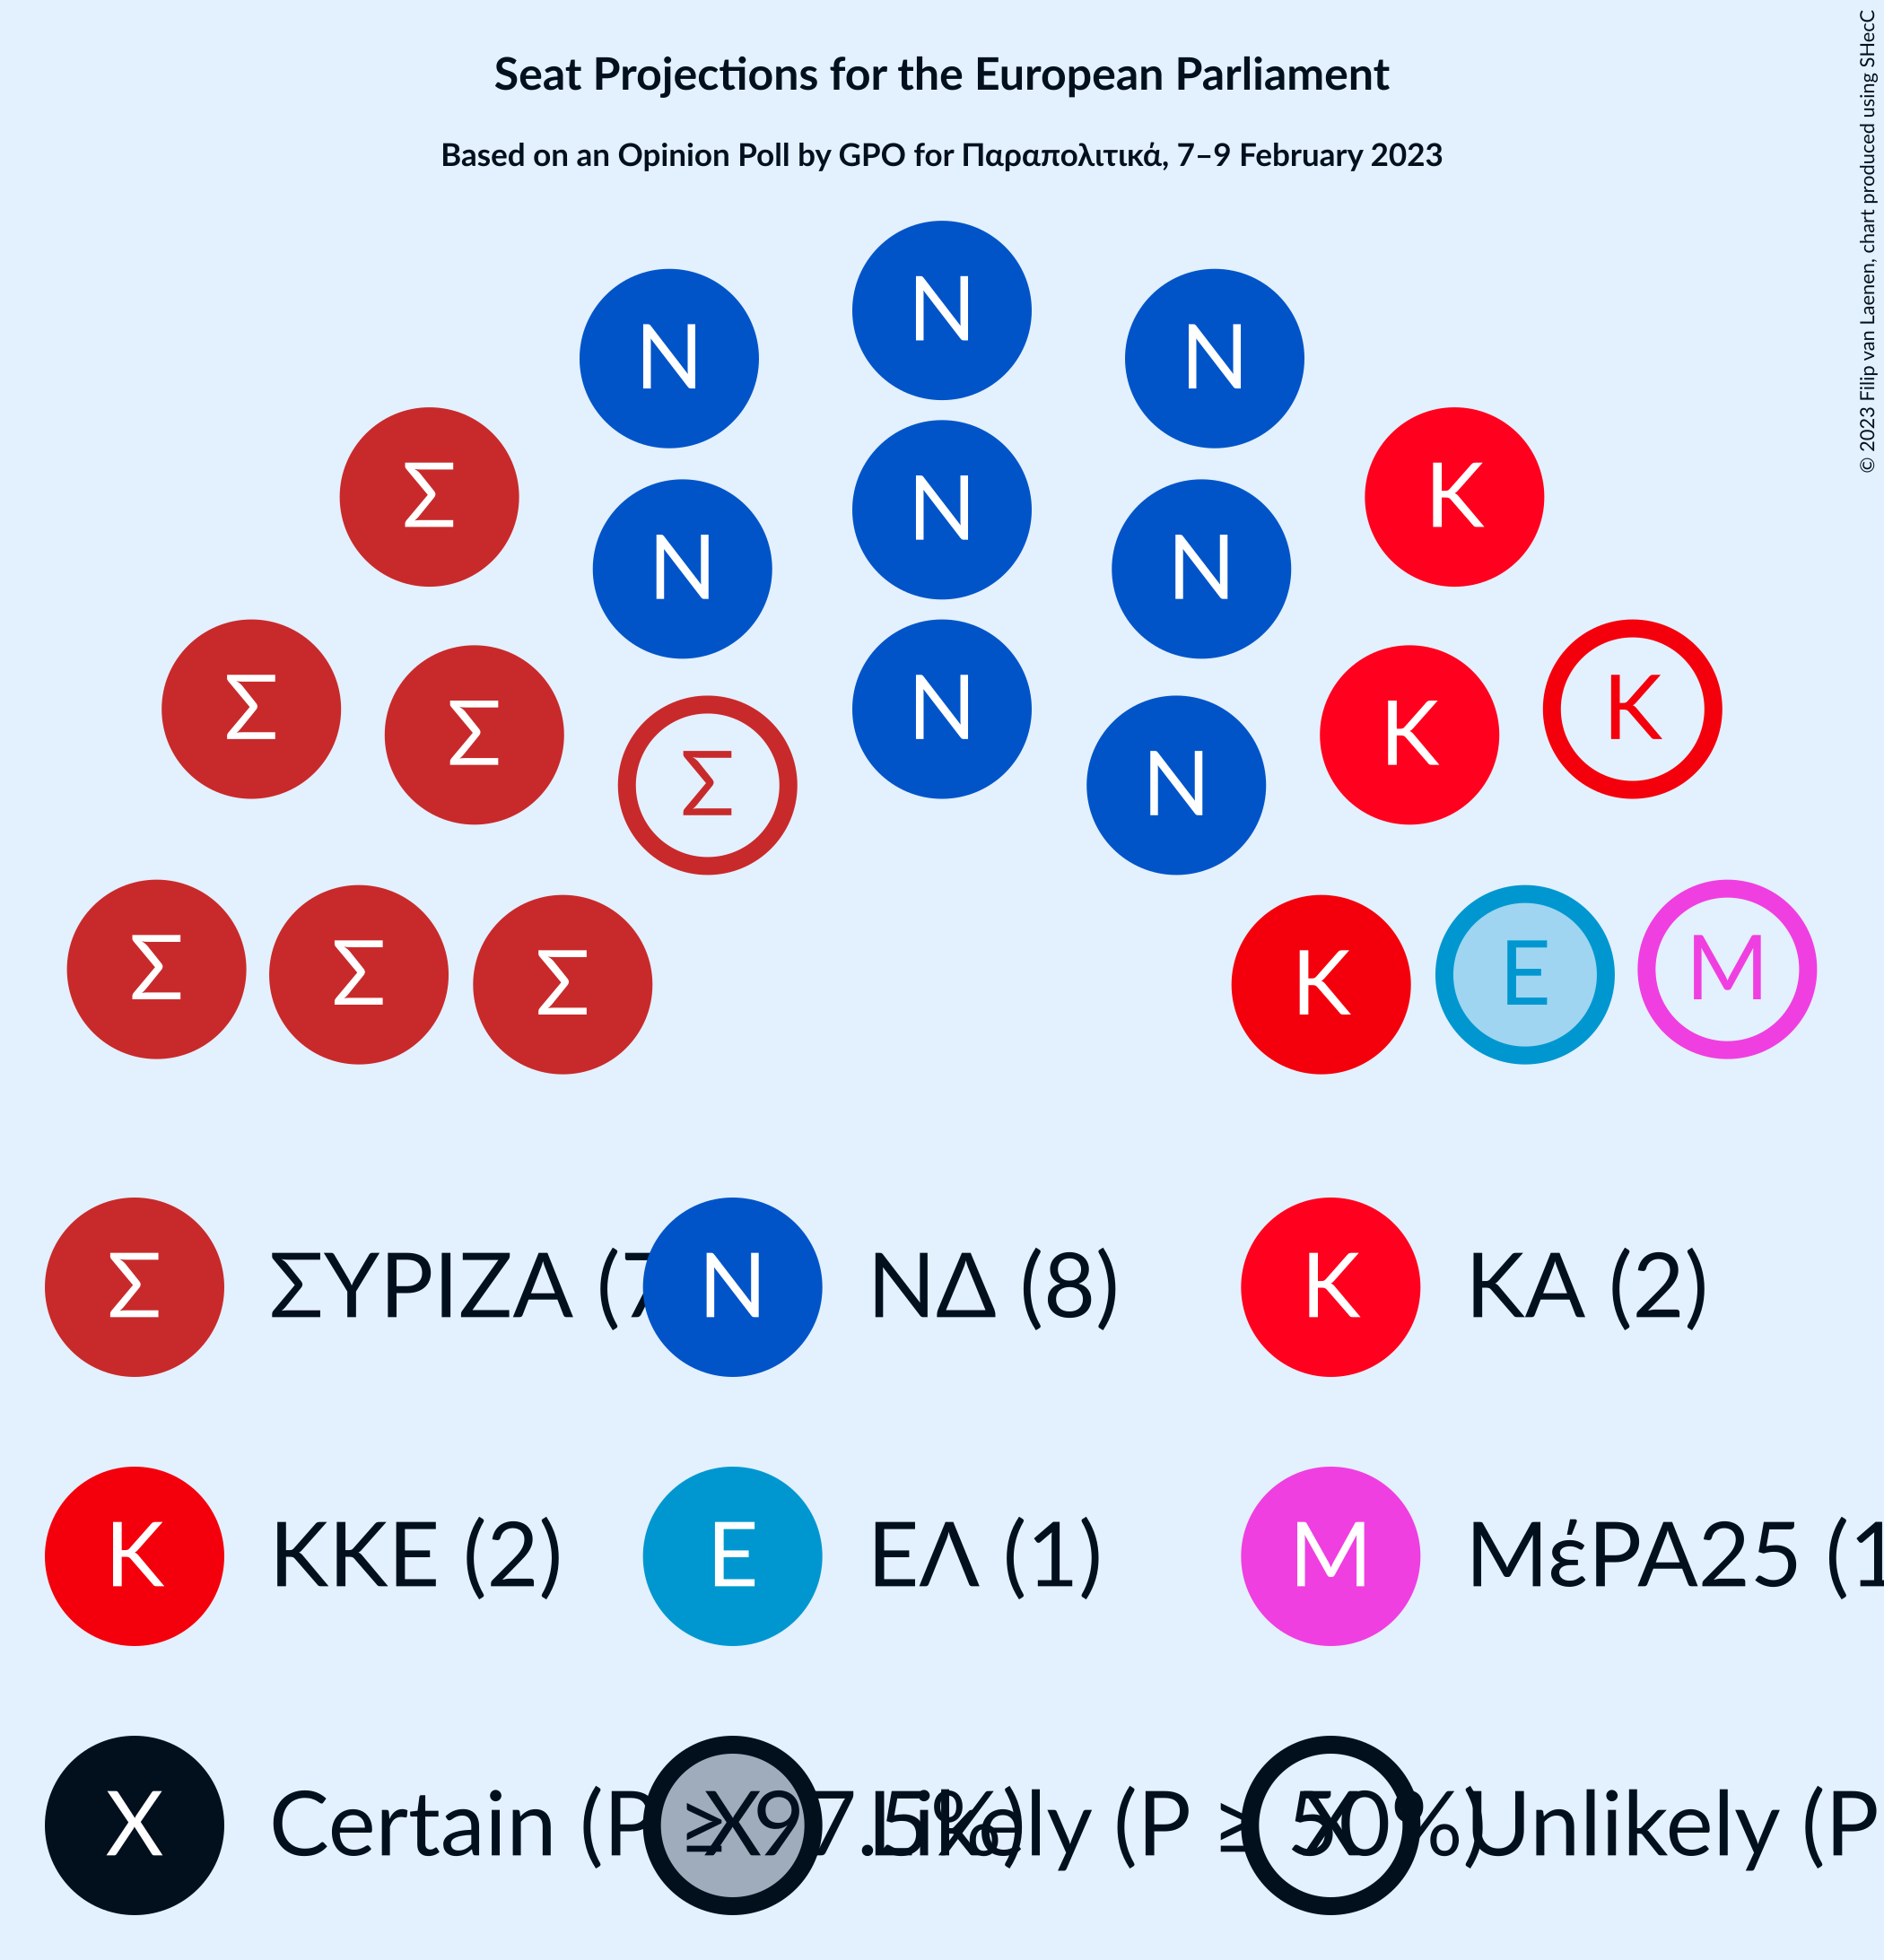 Seat Projections for the European Parliament
Based on an Opinion Poll by GPO for Παραπολιτικά, 7–9 February 2023
© 2023 Filip van Laenen, chart produced using SHecC
N
N N
Σ K
N
N N
Σ K
Σ K
N
Σ N
Σ Σ Σ K E M
Σ ΣΥΡΙΖΑ (7 N ΝΔ (8) K ΚΑ (2)
K ΚΚΕ (2) E ΕΛ (1) M ΜέΡΑ25 (1
X Certain (P ≥ 97.5%) X Likely (P ≥ 50%) X Unlikely (P